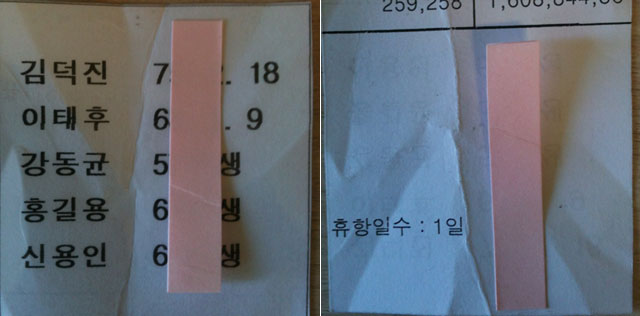 김덕진 7 . 18
이태후 6 . 9
강동균 5 생
홍길용 6 생
신용인 6 생
259,258
휴항일수 : 1일